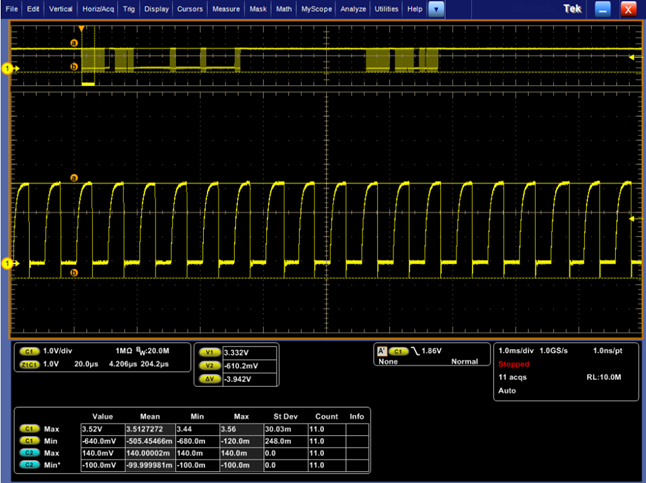 File Edit Vertical Horiz/Acq Trig Display Cursors Measure Mask Math MyScope Analyze Utilities Help Tek X
a
b
1
a
1
b
C1 1.0V/div 1MΩ BW:20.0M
Z1C1 1.0V 20.0µs 4.206µs 204.2µs
V1 3.332V
V2 -610.2mV
ΔV -3.942V
A' C1 1.86V
None Normal
1.0ms/div 1.0GS/s 1.0ns/pt
Stopped
11 acqs RL:10.0M
Auto
Value Mean Min Max St Dev Count Info
C1 Max 3.52V 3.5127272 3.44 3.56 30.03m 11.0
C1 Min -640.0mV -505.45466m -680.0m -120.0m 248.0m 11.0
C2 Max 140.0mV 140.00002m 140.0m 140.0m 0.0 11.0
C2 Min* -100.0mV -99.999981m -100.0m -100.0m 0.0 11.0